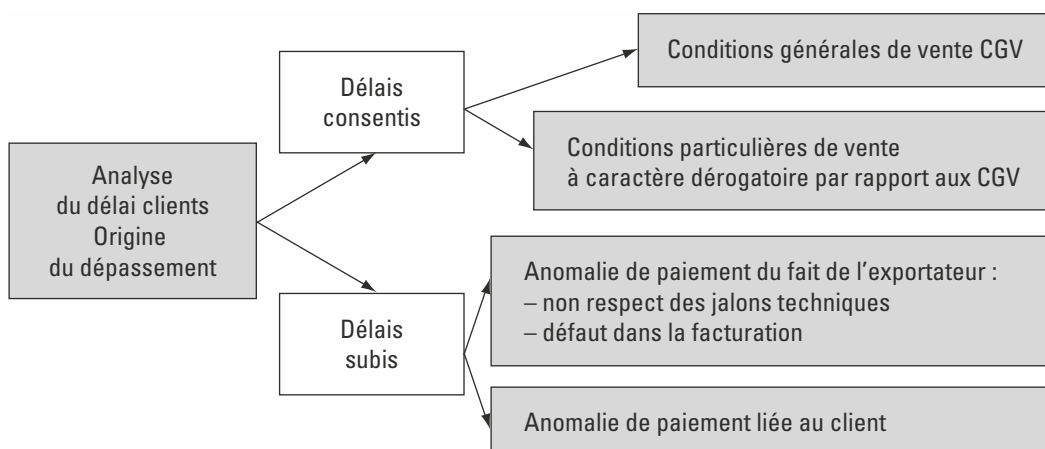 Analyse
du délai clients
Origine
du dépassement
Délais
consentis
Conditions générales de vente CGV
Conditions particulières de vente
à caractère dérogatoire par rapport aux CGV
Délais
subis
Anomalie de paiement du fait de l'exportateur :
– non respect des jalons techniques
– défaut dans la facturation
Anomalie de paiement liée au client